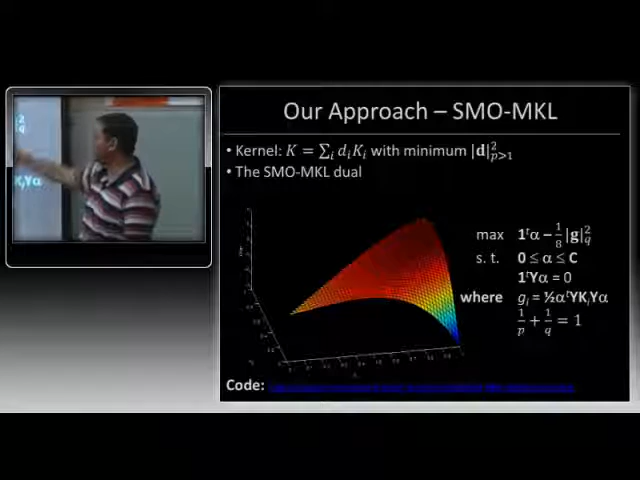 Our Approach – SMO-MKL
• Kernel: K = ∑ᵢ dᵢKᵢ with minimum |d|²ₚ﹥₁
• The SMO-MKL dual
max 1ᵗα – 1/8 |g|²_q
s. t. 0 ≤ α ≤ C
1ᵗYα = 0
where gᵢ = ½αᵗYKᵢYα
1/p + 1/q = 1
Code: